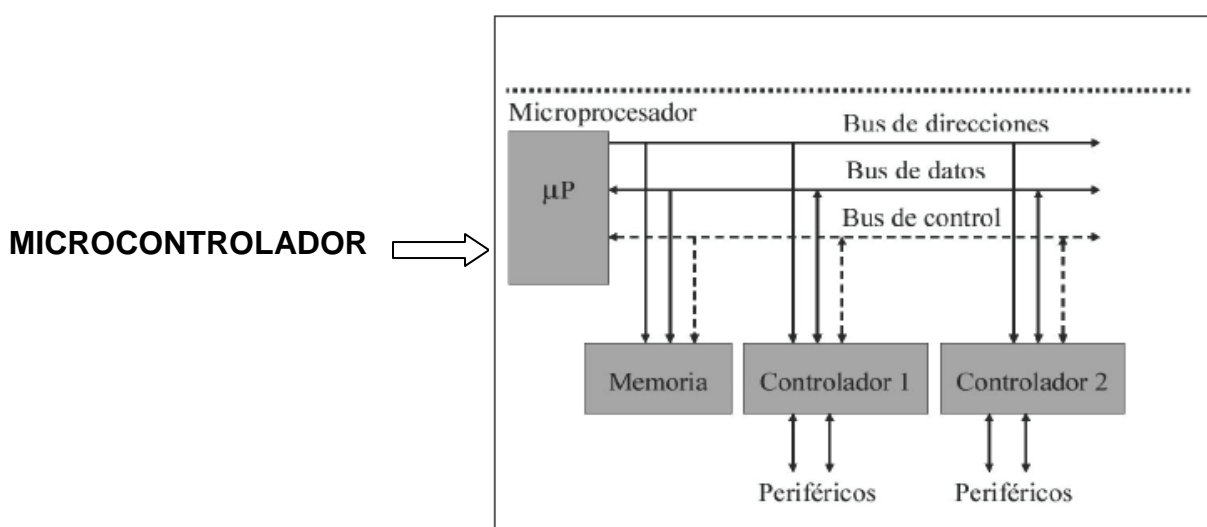 Microprocesador
Bus de direcciones
μP
Bus de datos
Bus de control
MICROCONTROLADOR
Memoria
Controlador 1
Controlador 2
Periféricos
Periféricos